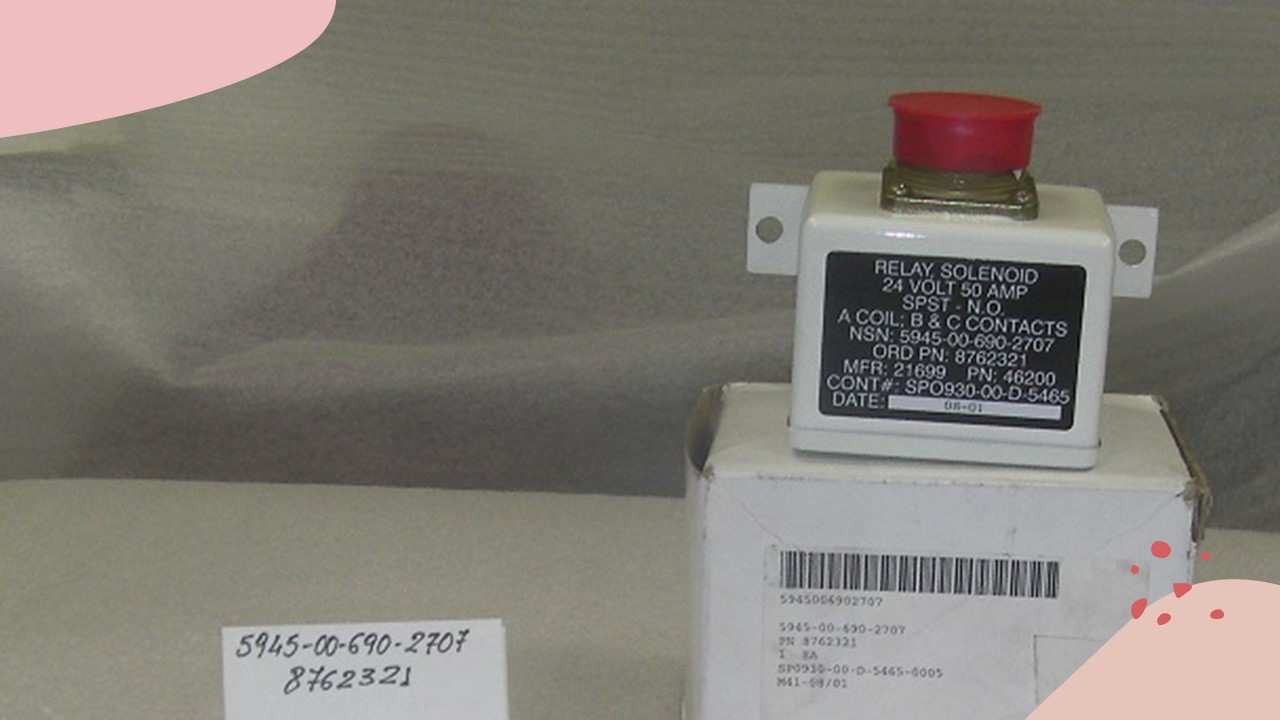 RELAY, SOLENOID
24 VOLT 50 AMP
SPST - N.O.
A COIL: B & C CONTACTS
NSN: 5945-00-690-2707
ORD PN: 8762321
MFR: 21699 PN: 46200
CONT#: SPO930-00-D-5465
DATE: 08-01
5945006902707
5945-00-690-2707
PN 8762321
1 EA
SP0930-00-D-5465-0005
M41-08/01
5945-00-690-2707
8762321